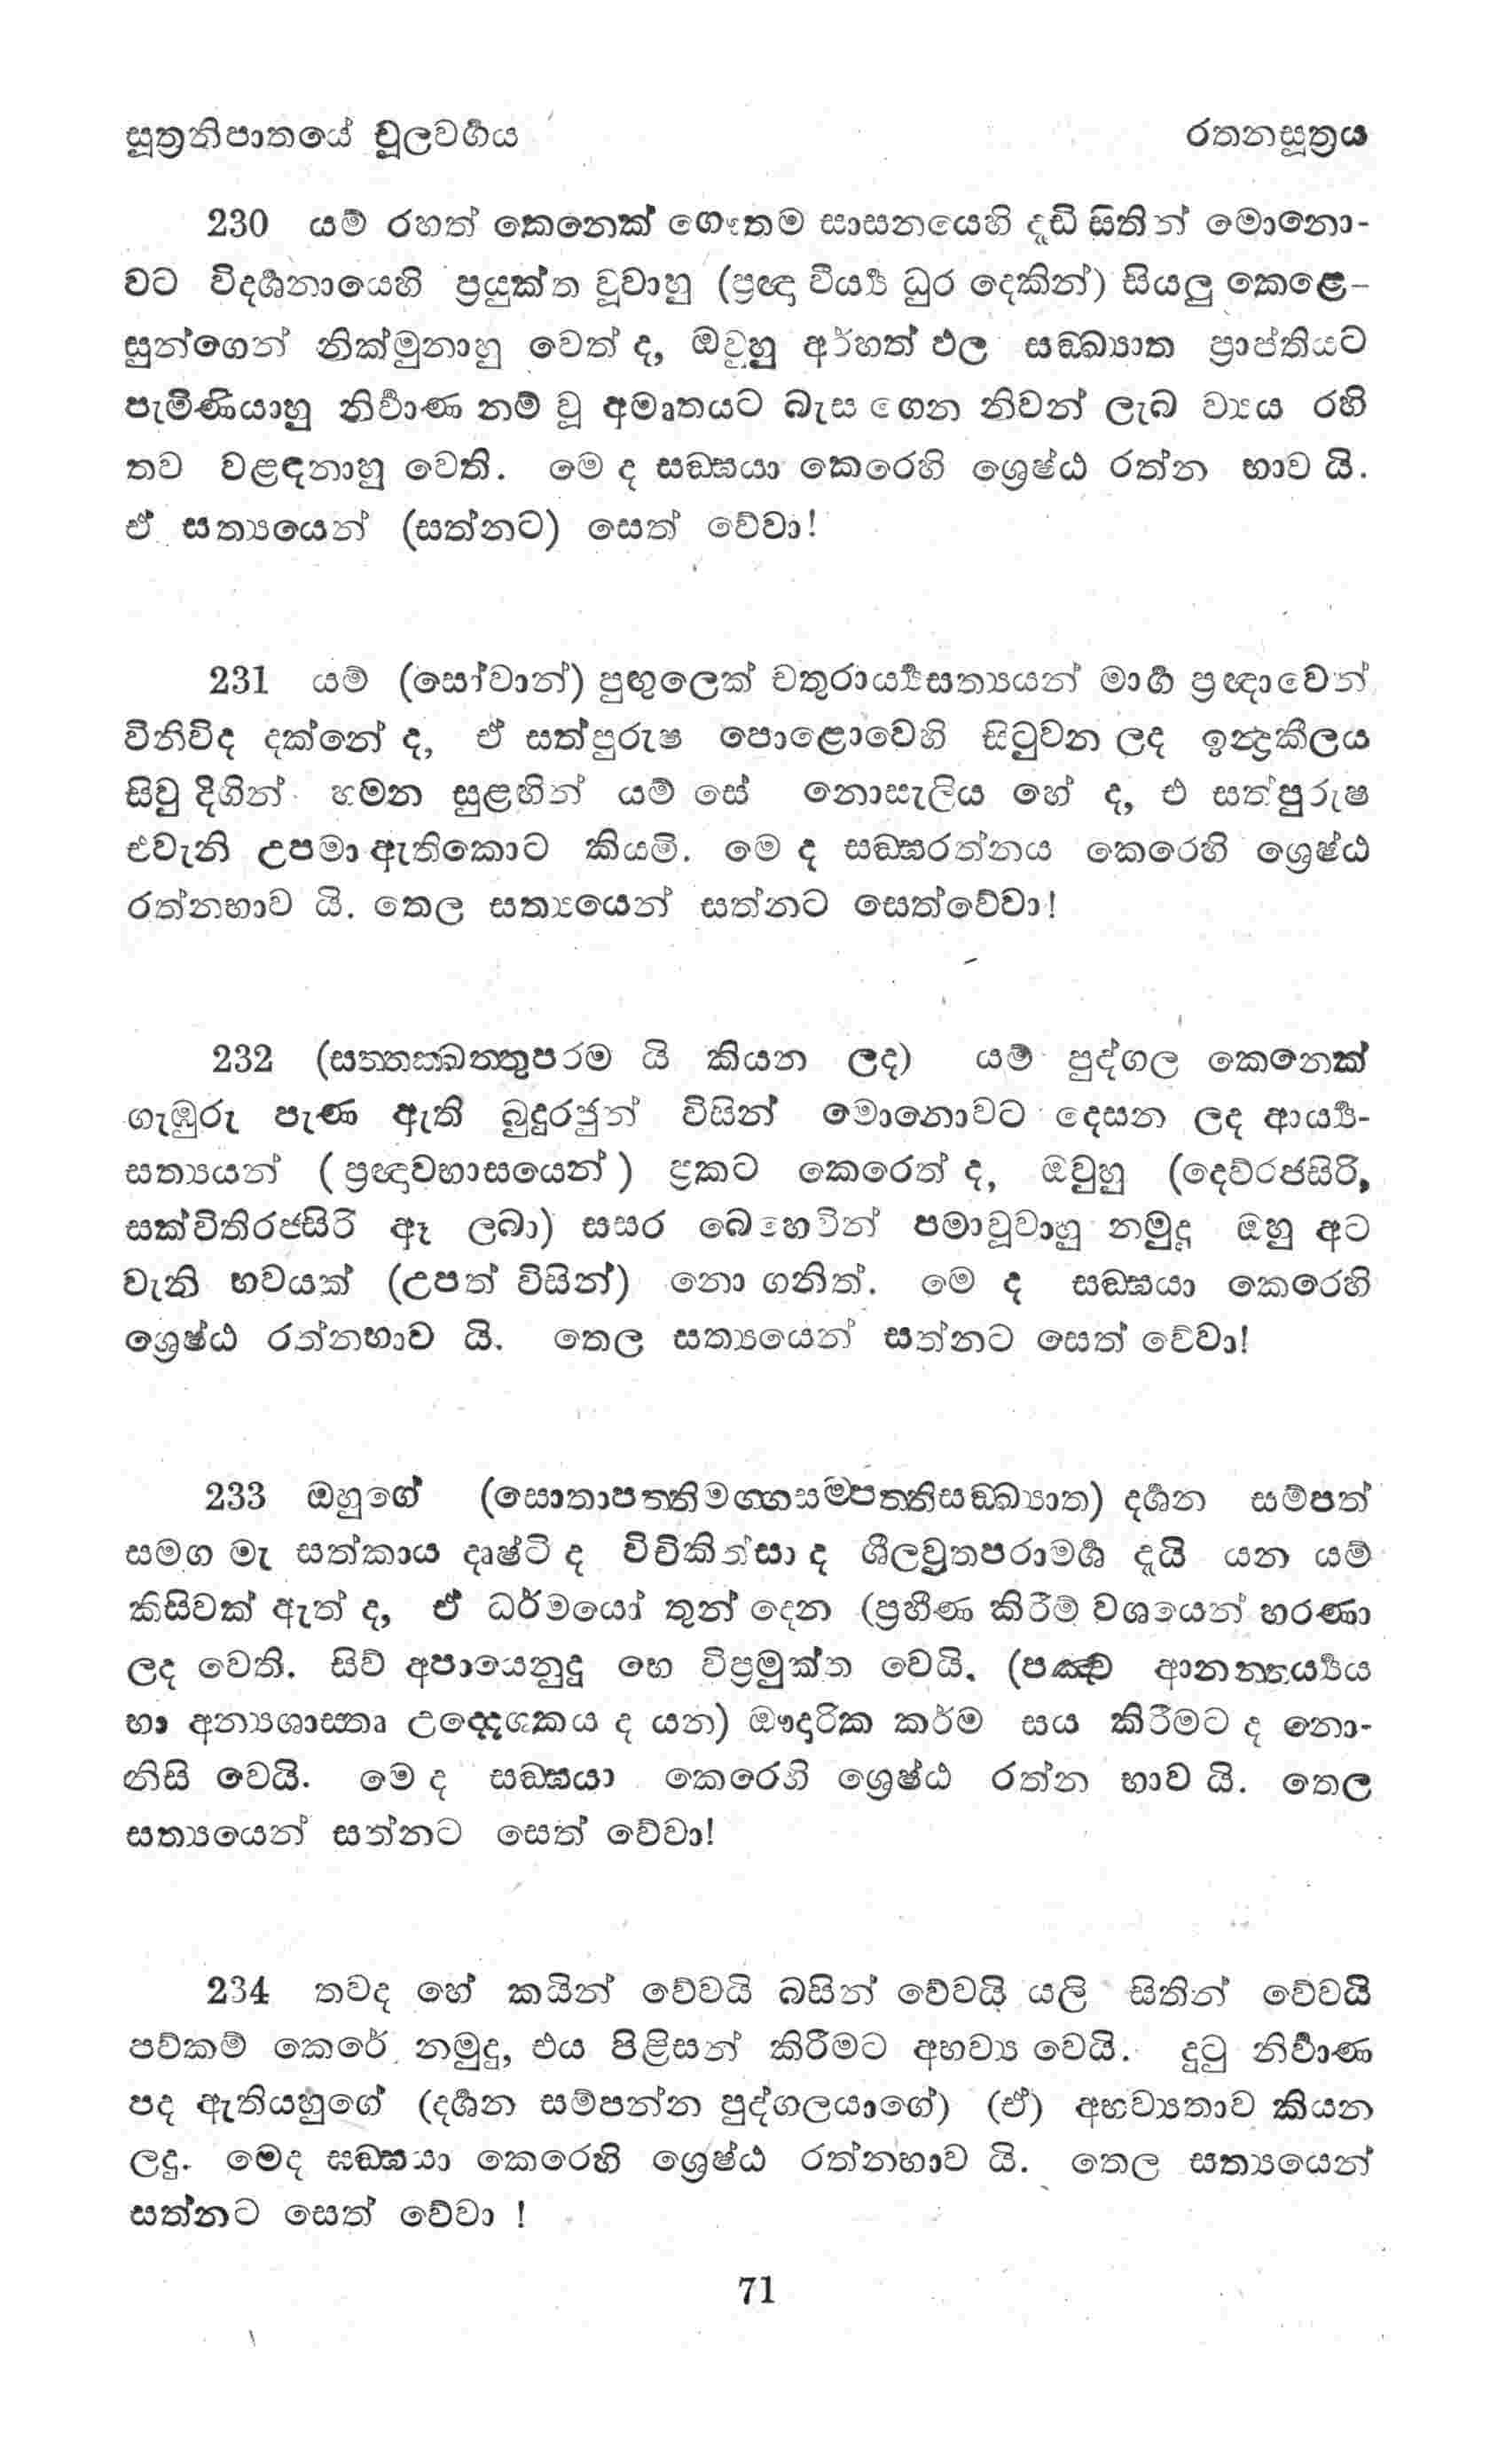 සූත්‍රනිපාතයේ චූලවර්‍ගය රතනසූත්‍රය
230 යම් රහත් කෙනෙක් ගෞතම සාසනයෙහි දැඩි සිතින් මොනො-
වට විදර්‍ශනායෙහි ප්‍රයුක්ත වූවාහු (ප්‍රඥා වීර්‍ය්‍ය ධුර දෙකින්) සියලු කෙළෙ-
සුන්ගෙන් නික්මුනාහු වෙත් ද, ඔවුහු අර්හත් ඵල සඞ්ඛ්‍යාත ප්‍රාප්තියට
පැමිණියාහු නිර්‍වාණ නම් වූ අමෘතයට බැස ගෙන නිවන් ලැබ ව්‍යය රහි
තව වළඳනාහු වෙති. මෙ ද සඞ්ඝයා කෙරෙහි ශ්‍රෙෂ්ඨ රත්න භාව යි.
ඒ සත්‍යයෙන් (සත්නට) සෙත් වේවා!
231 යම් (සෝවාන්) පුඟුලෙක් චතුරාර්‍ය්‍යසත්‍යයන් මාර්‍ග ප්‍රඥාවෙන්
විනිවිද දක්නේ ද, ඒ සත්පුරුෂ පොළොවෙහි සිටුවන ලද ඉන්ද්‍රකීලය
සිවු දිගින් හමන සුළඟින් යම් සේ නොසැලිය හේ ද, එ සත්පුරුෂ
එවැනි උපමා ඇතිකොට කියමි. මෙ ද සඞ්ඝරත්නය කෙරෙහි ශ්‍රෙෂ්ඨ
රත්නභාව යි. තෙල සත්‍යයෙන් සත්නට සෙත්වේවා!
232 (සත්තක්ඛත්තුපරම යි කියන ලද) යම් පුද්ගල කෙනෙක්
ගැඹුරු පැණ ඇති බුදුරජුන් විසින් මොනොවට දෙසන ලද ආර්‍ය්‍ය-
සත්‍යයන් (ප්‍රඥාවභාසයෙන්) ප්‍රකට කෙරෙත් ද, ඔවුහු (දෙව්රජසිරි,
සක්විතිරජසිරි ඈ ලබා) සසර බෙහෙවින් පමාවූවාහු නමුදු ඔහු අට
වැනි භවයක් (උපත් විසින්) නො ගනිත්. මෙ ද සඞ්ඝයා කෙරෙහි
ශ්‍රෙෂ්ඨ රත්නභාව යි. තෙල සත්‍යයෙන් සත්නට සෙත් වේවා!
233 ඔහුගේ (සොතාපත්තිමග්ගසම්පත්තිසඞ්ඛ්‍යාත) දර්‍ශන සම්පත්
සමග මැ සත්කාය දෘෂ්ටි ද විචිකිත්සා ද ශීලව්‍රතපරාමර්‍ශ දැයි යන යම්
කිසිවක් ඇත් ද, ඒ ධර්මයෝ තුන් දෙන (ප්‍රහීණ කිරීම් වශයෙන් හරණා
ලද වෙති. සිව් අපායෙනුදු හෙ විප්‍රමුක්ත වෙයි. (පඤ්ච ආනන්තර්‍ය්‍යය
හා අන්‍යශාස්තෘ උද්දෙශකය ද යන) ඖදාරික කර්ම සය කිරීමට ද නො-
නිසි වෙයි. මෙ ද සඞ්ඝයා කෙරෙහි ශ්‍රෙෂ්ඨ රත්න භාව යි. තෙල
සත්‍යයෙන් සත්නට සෙත් වේවා!
234 තවද හේ කයින් වේවයි බසින් වේවයි යලි සිතින් වේවයි
පව්කම් කෙරේ නමුදු, එය පිළිසන් කිරීමට අභව්‍ය වෙයි. දුටු නිර්‍වාණ
පද ඇතියහුගේ (දර්‍ශන සම්පන්න පුද්ගලයාගේ) (ඒ) අභව්‍යතාව කියන
ලදු. මෙද සඞ්ඝයා කෙරෙහි ශ්‍රෙෂ්ඨ රත්නභාව යි. තෙල සත්‍යයෙන්
සත්නට සෙත් වේවා !
71